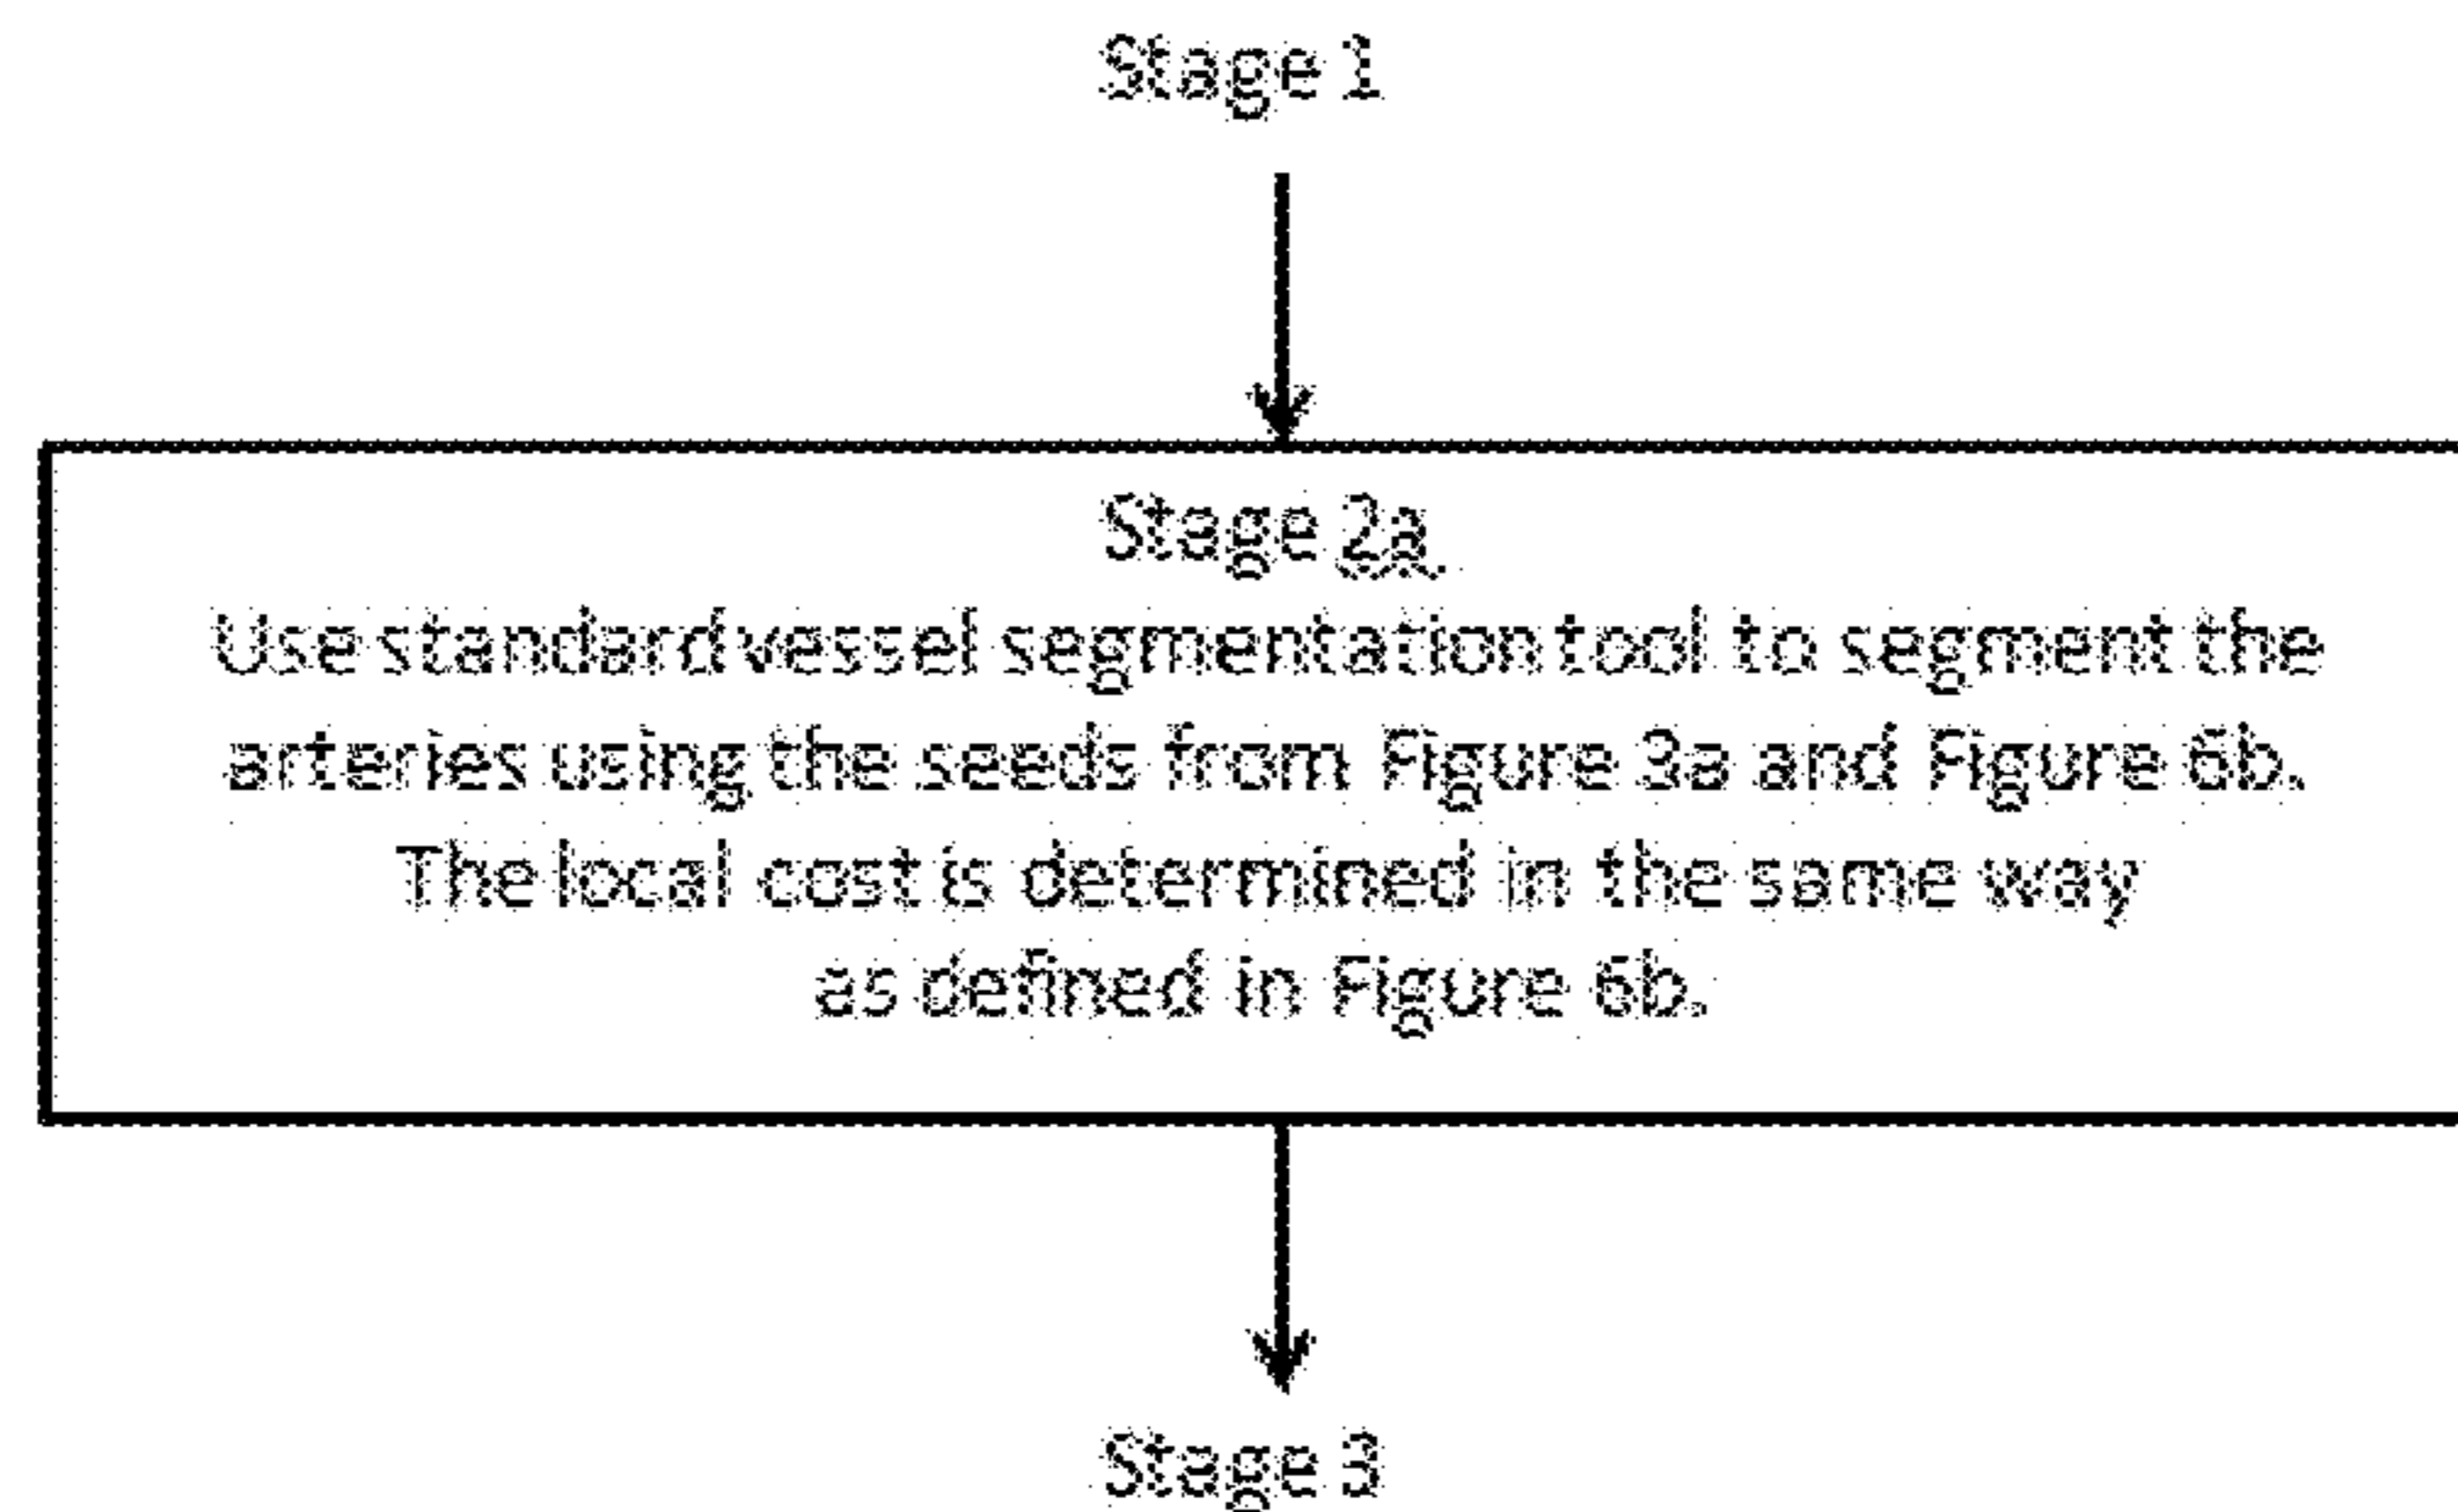 Stage 1
Stage 2a
Use standard vessel segmentation tool to segment the
arteries using the seeds from Figure 3a and Figure 6b.
The local cost is determined in the same way
as defined in Figure 6b.
Stage 3